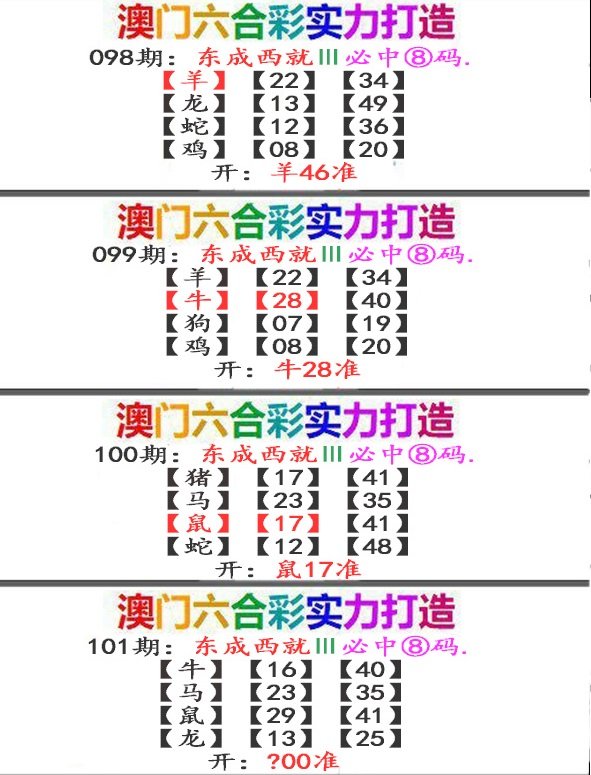 澳门六合彩实力打造
098期：东成西就III必中⑧码.
【羊】【22】【34】
【龙】【13】【49】
【蛇】【12】【36】
【鸡】【08】【20】
开：羊46准
澳门六合彩实力打造
099期：东成西就III必中⑧码.
【羊】【22】【34】
【牛】【28】【40】
【狗】【07】【19】
【鸡】【08】【20】
开：牛28准
澳门六合彩实力打造
100期：东成西就III必中⑧码.
【猪】【17】【41】
【马】【23】【35】
【鼠】【17】【41】
【蛇】【12】【48】
开：鼠17准
澳门六合彩实力打造
101期：东成西就III必中⑧码.
【牛】【16】【40】
【马】【23】【35】
【鼠】【29】【41】
【龙】【13】【25】
开：?00准